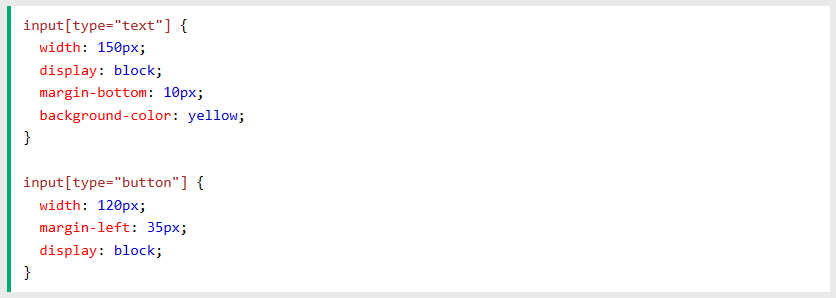 input[type="text"] {
  width: 150px;
  display: block;
  margin-bottom: 10px;
  background-color: yellow;
}

input[type="button"] {
  width: 120px;
  margin-left: 35px;
  display: block;
}